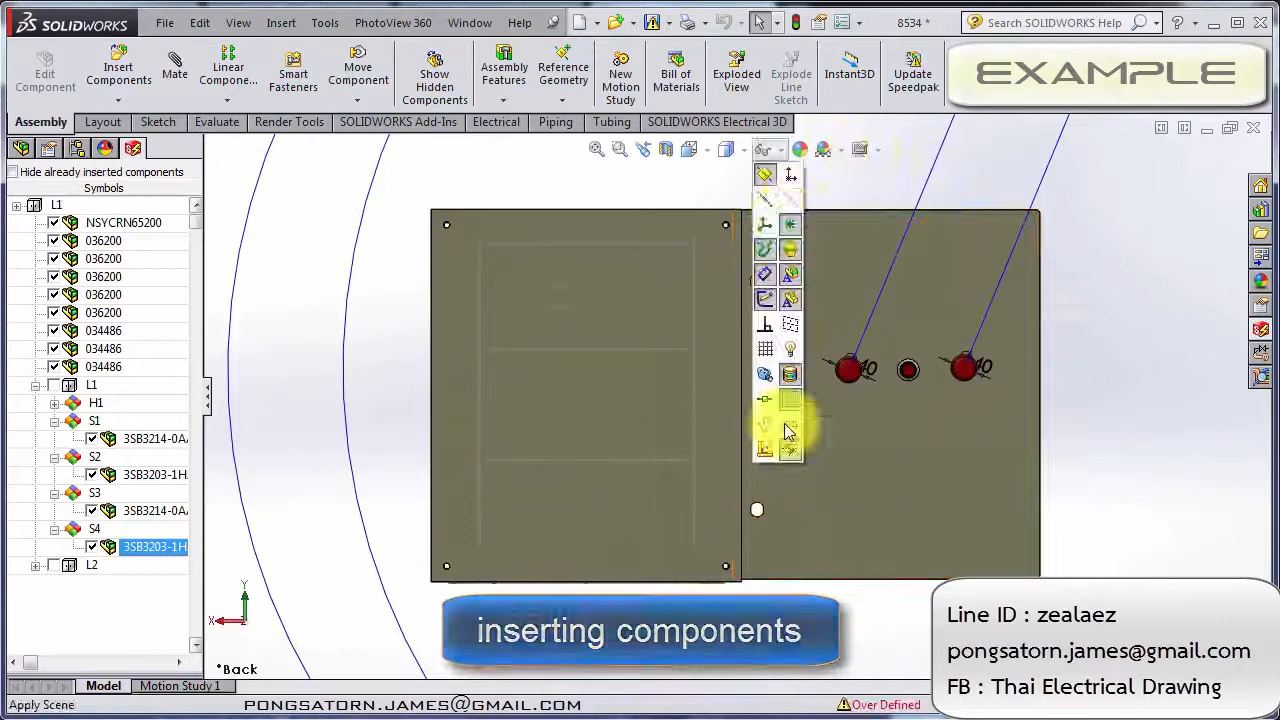 SOLIDWORKS File Edit View Insert Tools PhotoView 360 Window Help 8534 * Search SOLIDWORKS Help
Edit Component
Insert Components
Mate
Linear Compone...
Smart Fasteners
Move Component
Show Hidden Components
Assembly Features
Reference Geometry
New Motion Study
Bill of Materials
Exploded View
Explode Line Sketch
Instant3D
Update Speedpak
EXAMPLE
Assembly Layout Sketch Evaluate Render Tools SOLIDWORKS Add-Ins Electrical Piping Tubing SOLIDWORKS Electrical 3D
Hide already inserted components
Symbols
L1
NSYCRN65200
036200
036200
036200
036200
036200
034486
034486
034486
L1
H1
S1
3SB3214-0A
S2
3SB3203-1H
S3
3SB3214-0A
S4
3SB3203-1H
L2
40
40
Y
X
*Back
inserting components
Line ID : zealaez
pongsatorn.james@gmail.com
FB : Thai Electrical Drawing
Model Motion Study 1
Apply Scene PONGSATORN.JAMES@GMAIL.COM Over Defined